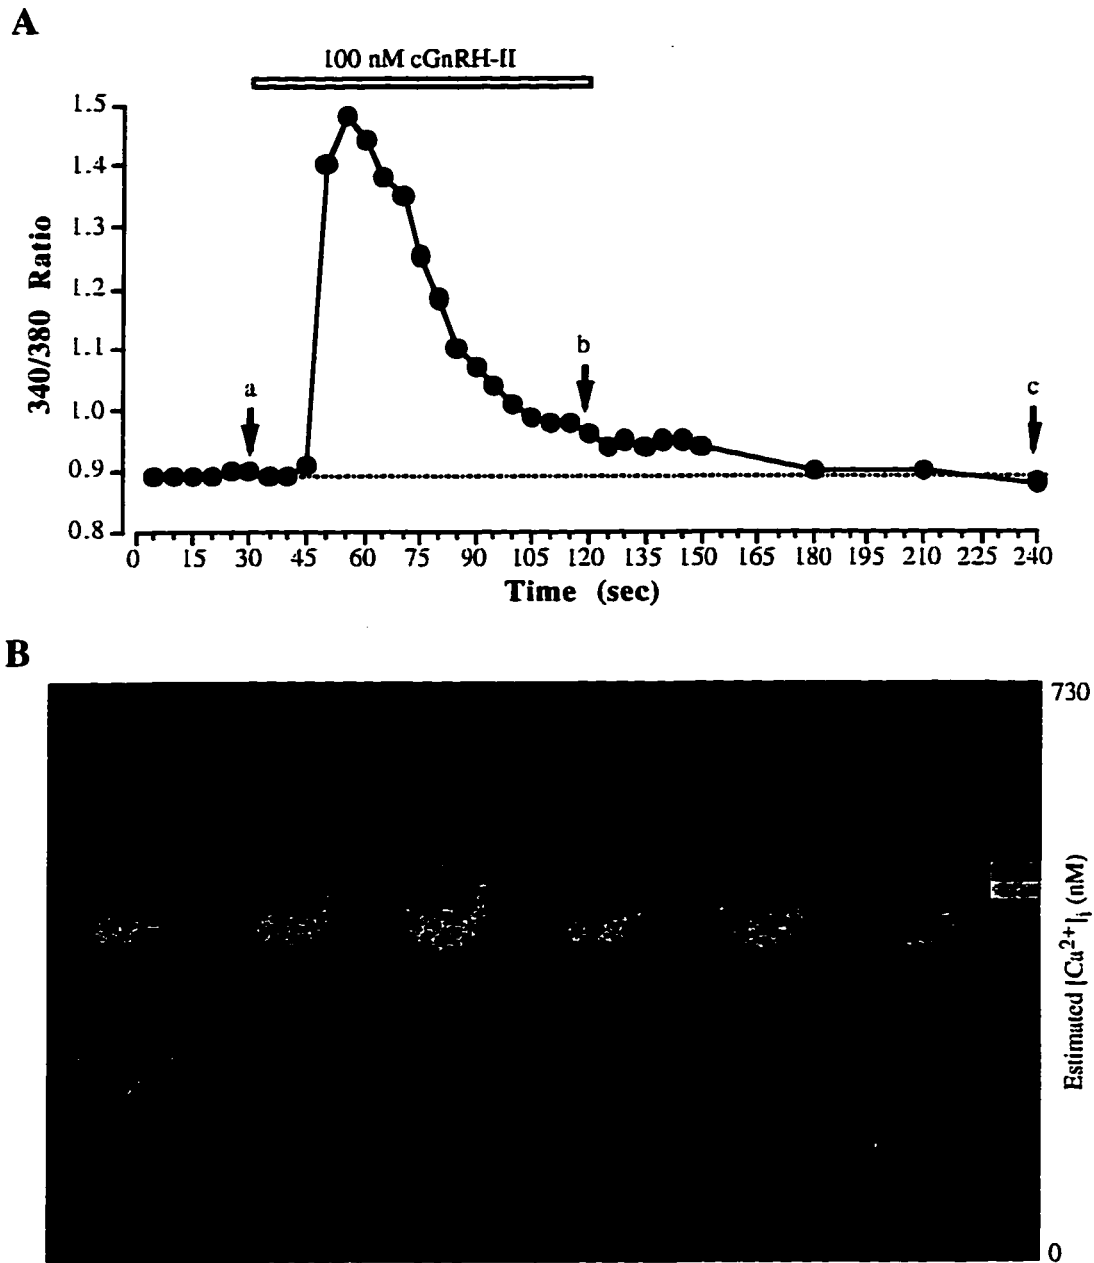 A
100 nM cGnRH-II
1.5
1.4
1.3
1.2
1.1
1.0
0.9
0.8
340/380 Ratio
a
b
c
0 15 30 45 60 75 90 105 120 135 150 165 180 195 210 225 240
Time (sec)
B
730
Estimated [Ca²⁺]ᵢ (nM)
0